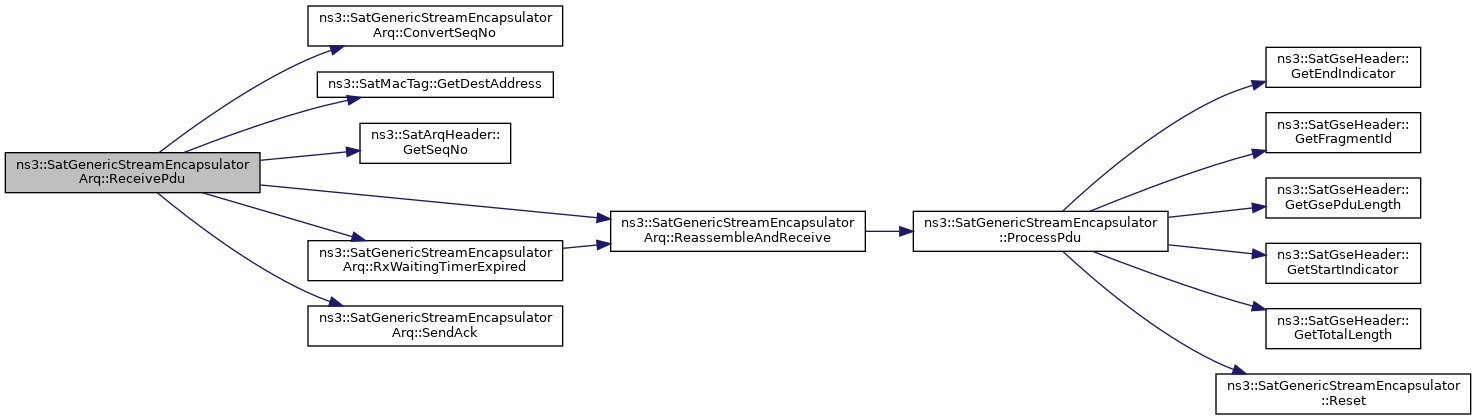 ns3::SatGenericStreamEncapsulator
Arq::ReceivePdu
ns3::SatGenericStreamEncapsulator
Arq::ConvertSeqNo
ns3::SatMacTag::GetDestAddress
ns3::SatArqHeader::
GetSeqNo
ns3::SatGenericStreamEncapsulator
Arq::RxWaitingTimerExpired
ns3::SatGenericStreamEncapsulator
Arq::SendAck
ns3::SatGenericStreamEncapsulator
Arq::ReassembleAndReceive
ns3::SatGenericStreamEncapsulator
::ProcessPdu
ns3::SatGseHeader::
GetEndIndicator
ns3::SatGseHeader::
GetFragmentId
ns3::SatGseHeader::
GetGsePduLength
ns3::SatGseHeader::
GetStartIndicator
ns3::SatGseHeader::
GetTotalLength
ns3::SatGenericStreamEncapsulator
::Reset